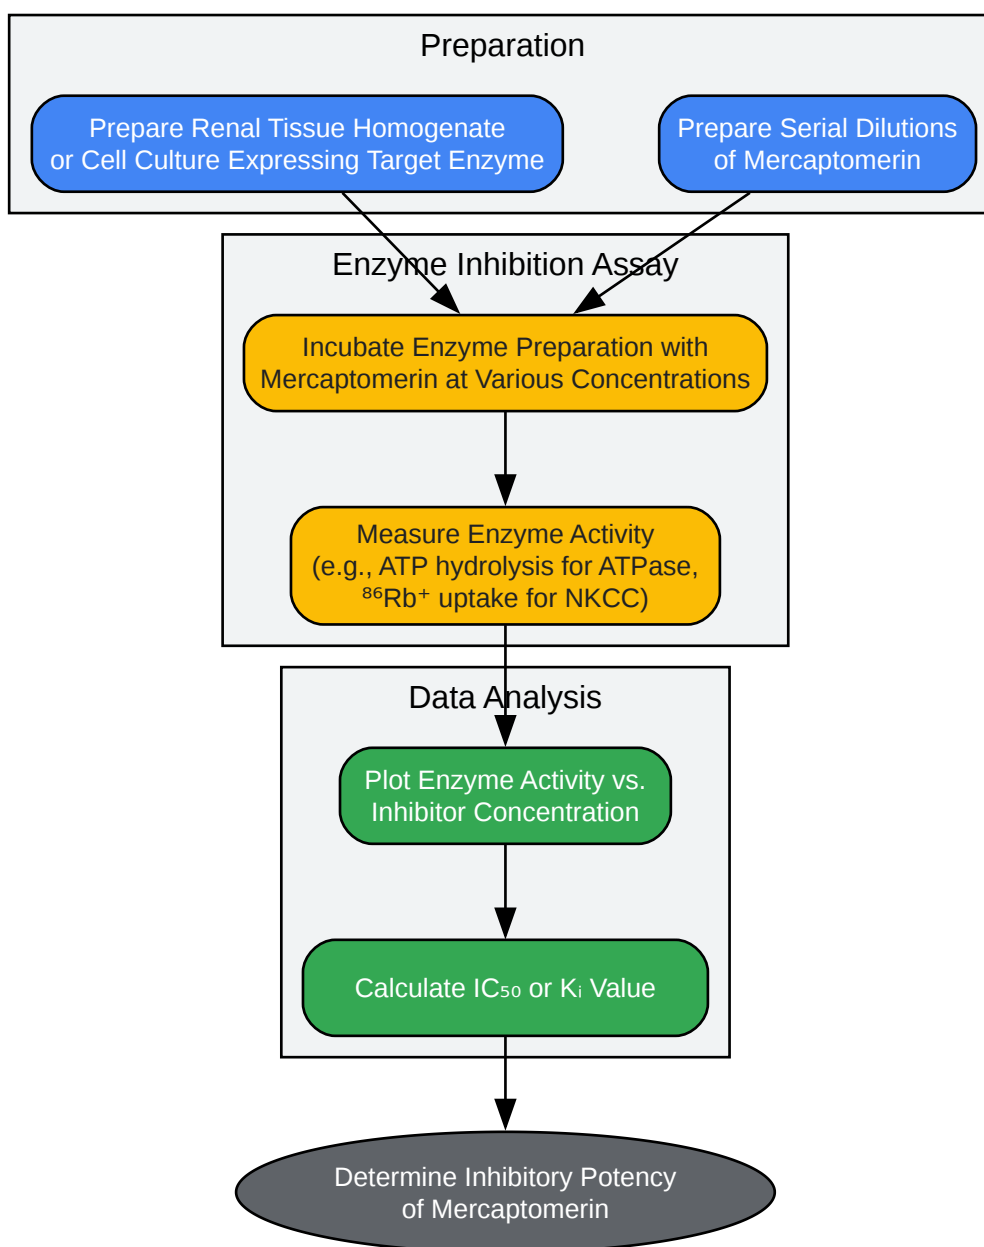 Preparation
Prepare Renal Tissue Homogenate
or Cell Culture Expressing Target Enzyme
Prepare Serial Dilutions
of Mercaptomerin
Enzyme Inhibition Assay
Incubate Enzyme Preparation with
Mercaptomerin at Various Concentrations
Measure Enzyme Activity
(e.g., ATP hydrolysis for ATPase,
⁸⁶Rb⁺ uptake for NKCC)
Data Analysis
Plot Enzyme Activity vs.
Inhibitor Concentration
Calculate IC₅₀ or Kᵢ Value
Determine Inhibitory Potency
of Mercaptomerin